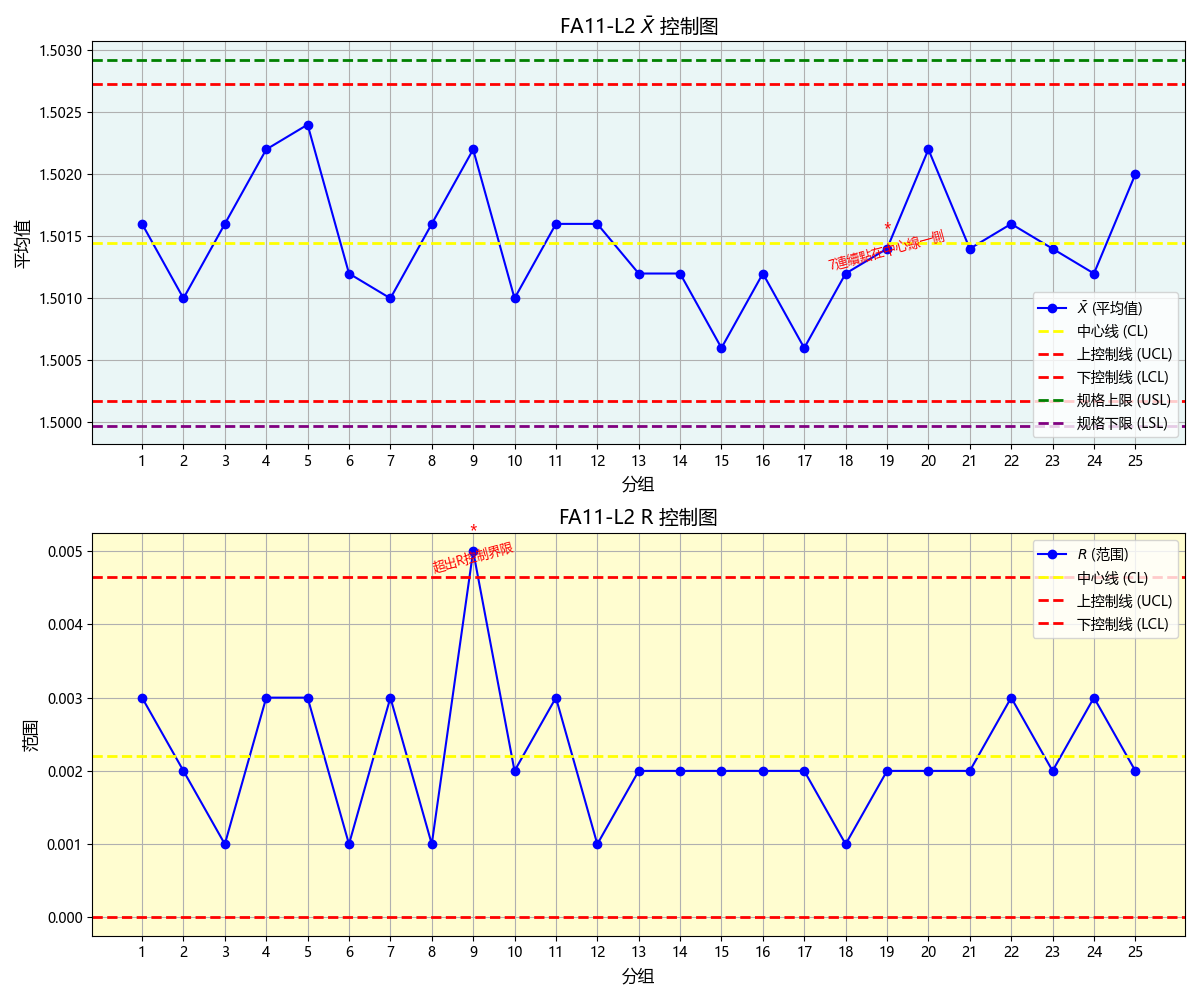 FA11-L2 X̄ 控制图
平均值
1.5030
1.5025
1.5020
1.5015
1.5010
1.5005
1.5000
*
7連續點在中心線一側
X̄ (平均值)
中心线 (CL)
上控制线 (UCL)
下控制线 (LCL)
规格上限 (USL)
规格下限 (LSL)
1 2 3 4 5 6 7 8 9 10 11 12 13 14 15 16 17 18 19 20 21 22 23 24 25
分组
FA11-L2 R 控制图
范围
0.005
0.004
0.003
0.002
0.001
0.000
*
超出R控制界限
R (范围)
中心线 (CL)
上控制线 (UCL)
下控制线 (LCL)
1 2 3 4 5 6 7 8 9 10 11 12 13 14 15 16 17 18 19 20 21 22 23 24 25
分组